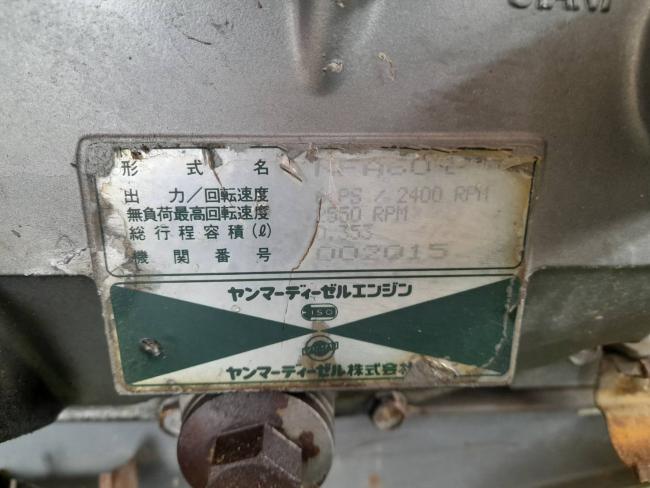 形式名
出力/回転速度 PS / 2400 RPM
無負荷最高回転速度 2550 RPM
総行程容積(ℓ) 0.353
機関番号 002015
ヤンマーディーゼルエンジン
ISO
YANMAR
ヤンマーディーゼル株式会社